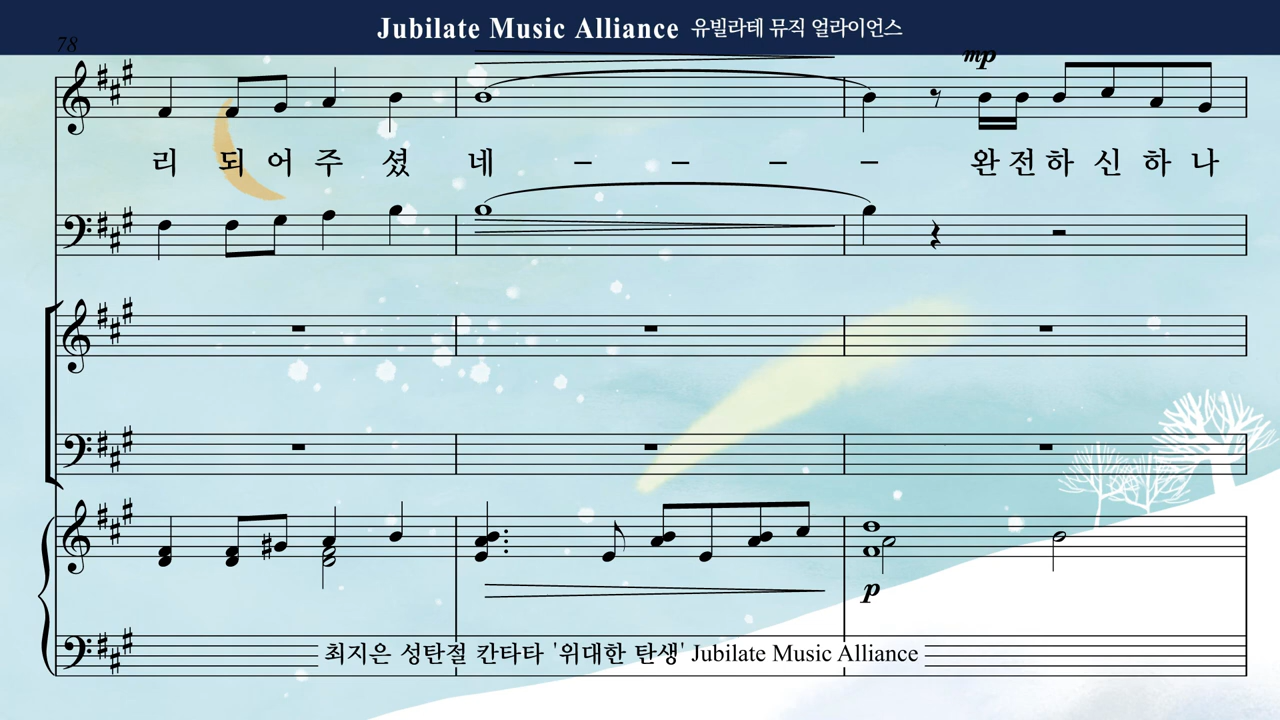 Jubilate Music Alliance 유빌라테 뮤직 얼라이언스
78
mp
리 되 어 주 셨 네 – – – – 완 전 하 신 하 나
p
최지은 성탄절 칸타타 '위대한 탄생' Jubilate Music Alliance